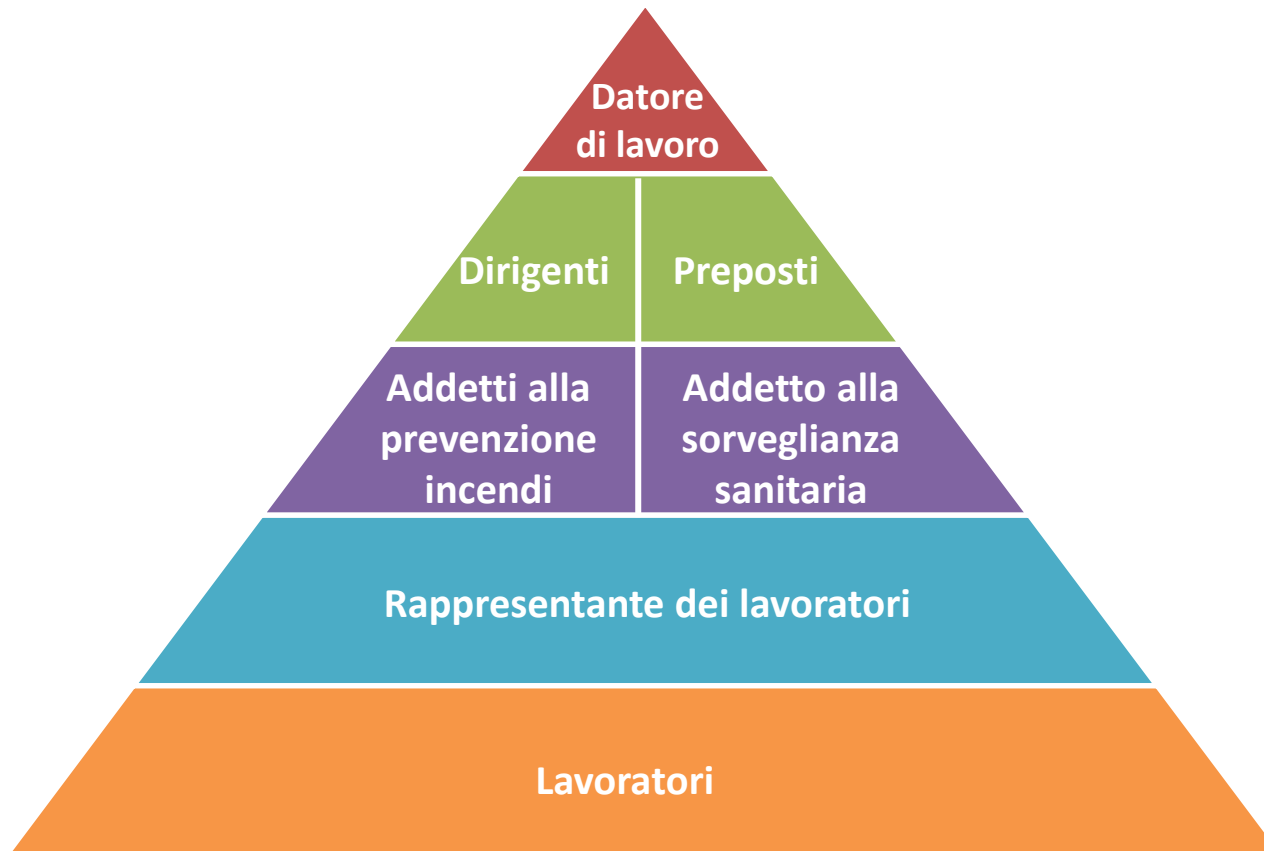 Datore
di lavoro
Dirigenti
Preposti
Addetti alla
prevenzione
incendi
Addetto alla
sorveglianza
sanitaria
Rappresentante dei lavoratori
Lavoratori